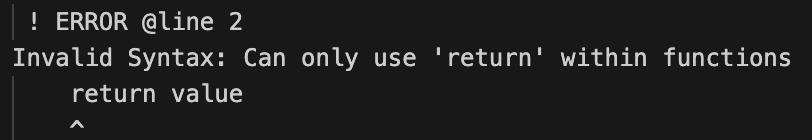 ! ERROR @line 2
Invalid Syntax: Can only use 'return' within functions
return value
^